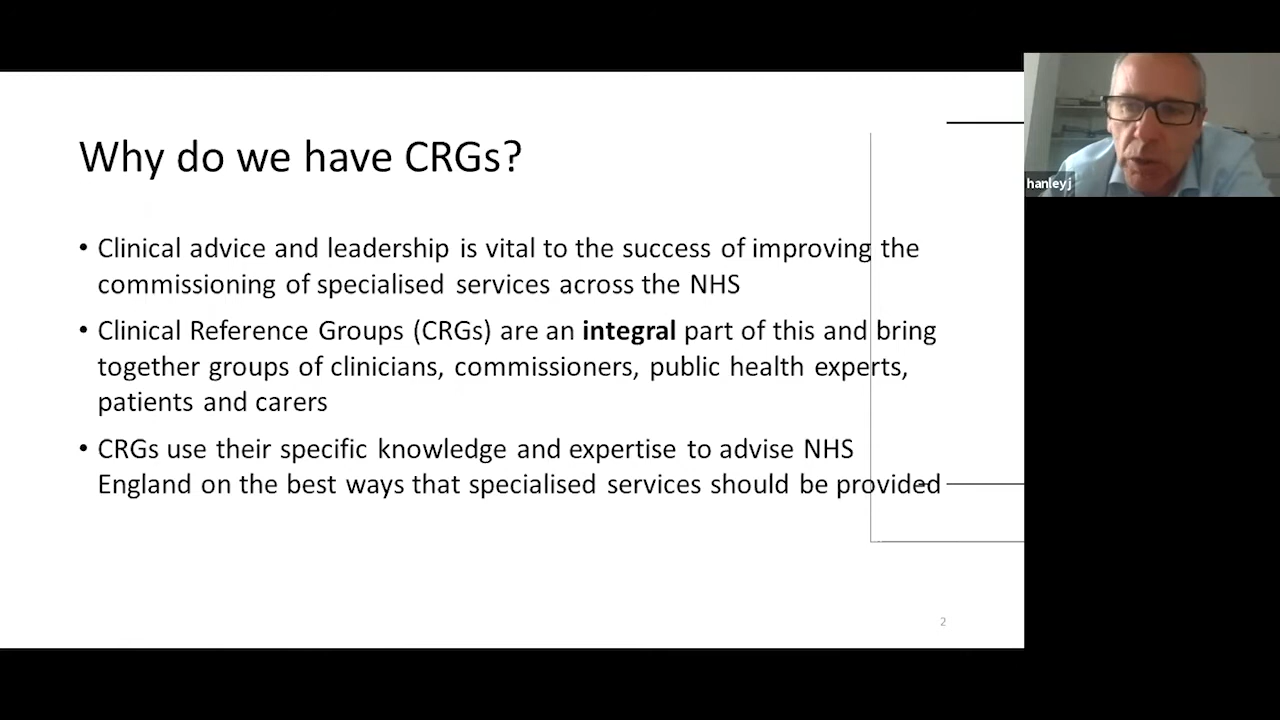 Why do we have CRGs?
• Clinical advice and leadership is vital to the success of improving the
commissioning of specialised services across the NHS
• Clinical Reference Groups (CRGs) are an integral part of this and bring
together groups of clinicians, commissioners, public health experts,
patients and carers
• CRGs use their specific knowledge and expertise to advise NHS
England on the best ways that specialised services should be provided
2
hanley j